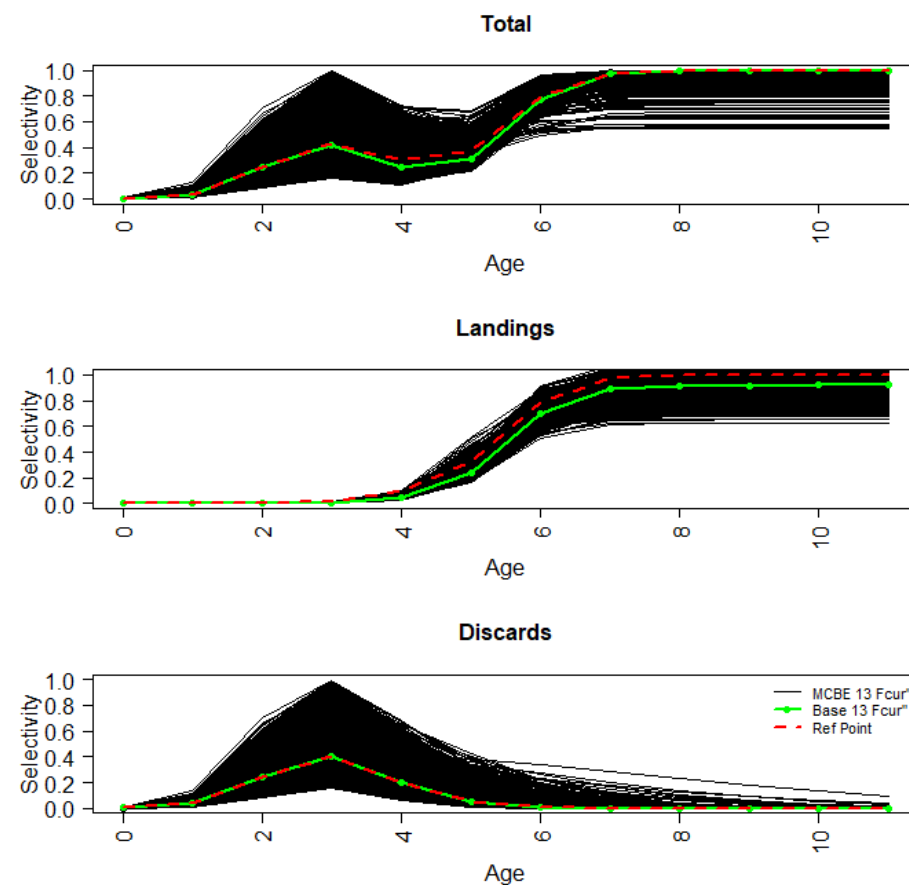 Total
Selectivity
1.0
0.8
0.6
0.4
0.2
0.0
0 2 4 6 8 10
Age
Landings
Selectivity
1.0
0.8
0.6
0.4
0.2
0.0
0 2 4 6 8 10
Age
Discards
Selectivity
1.0
0.8
0.6
0.4
0.2
0.0
MCBE 13 Fcur"
Base 13 Fcur"
Ref Point
0 2 4 6 8 10
Age